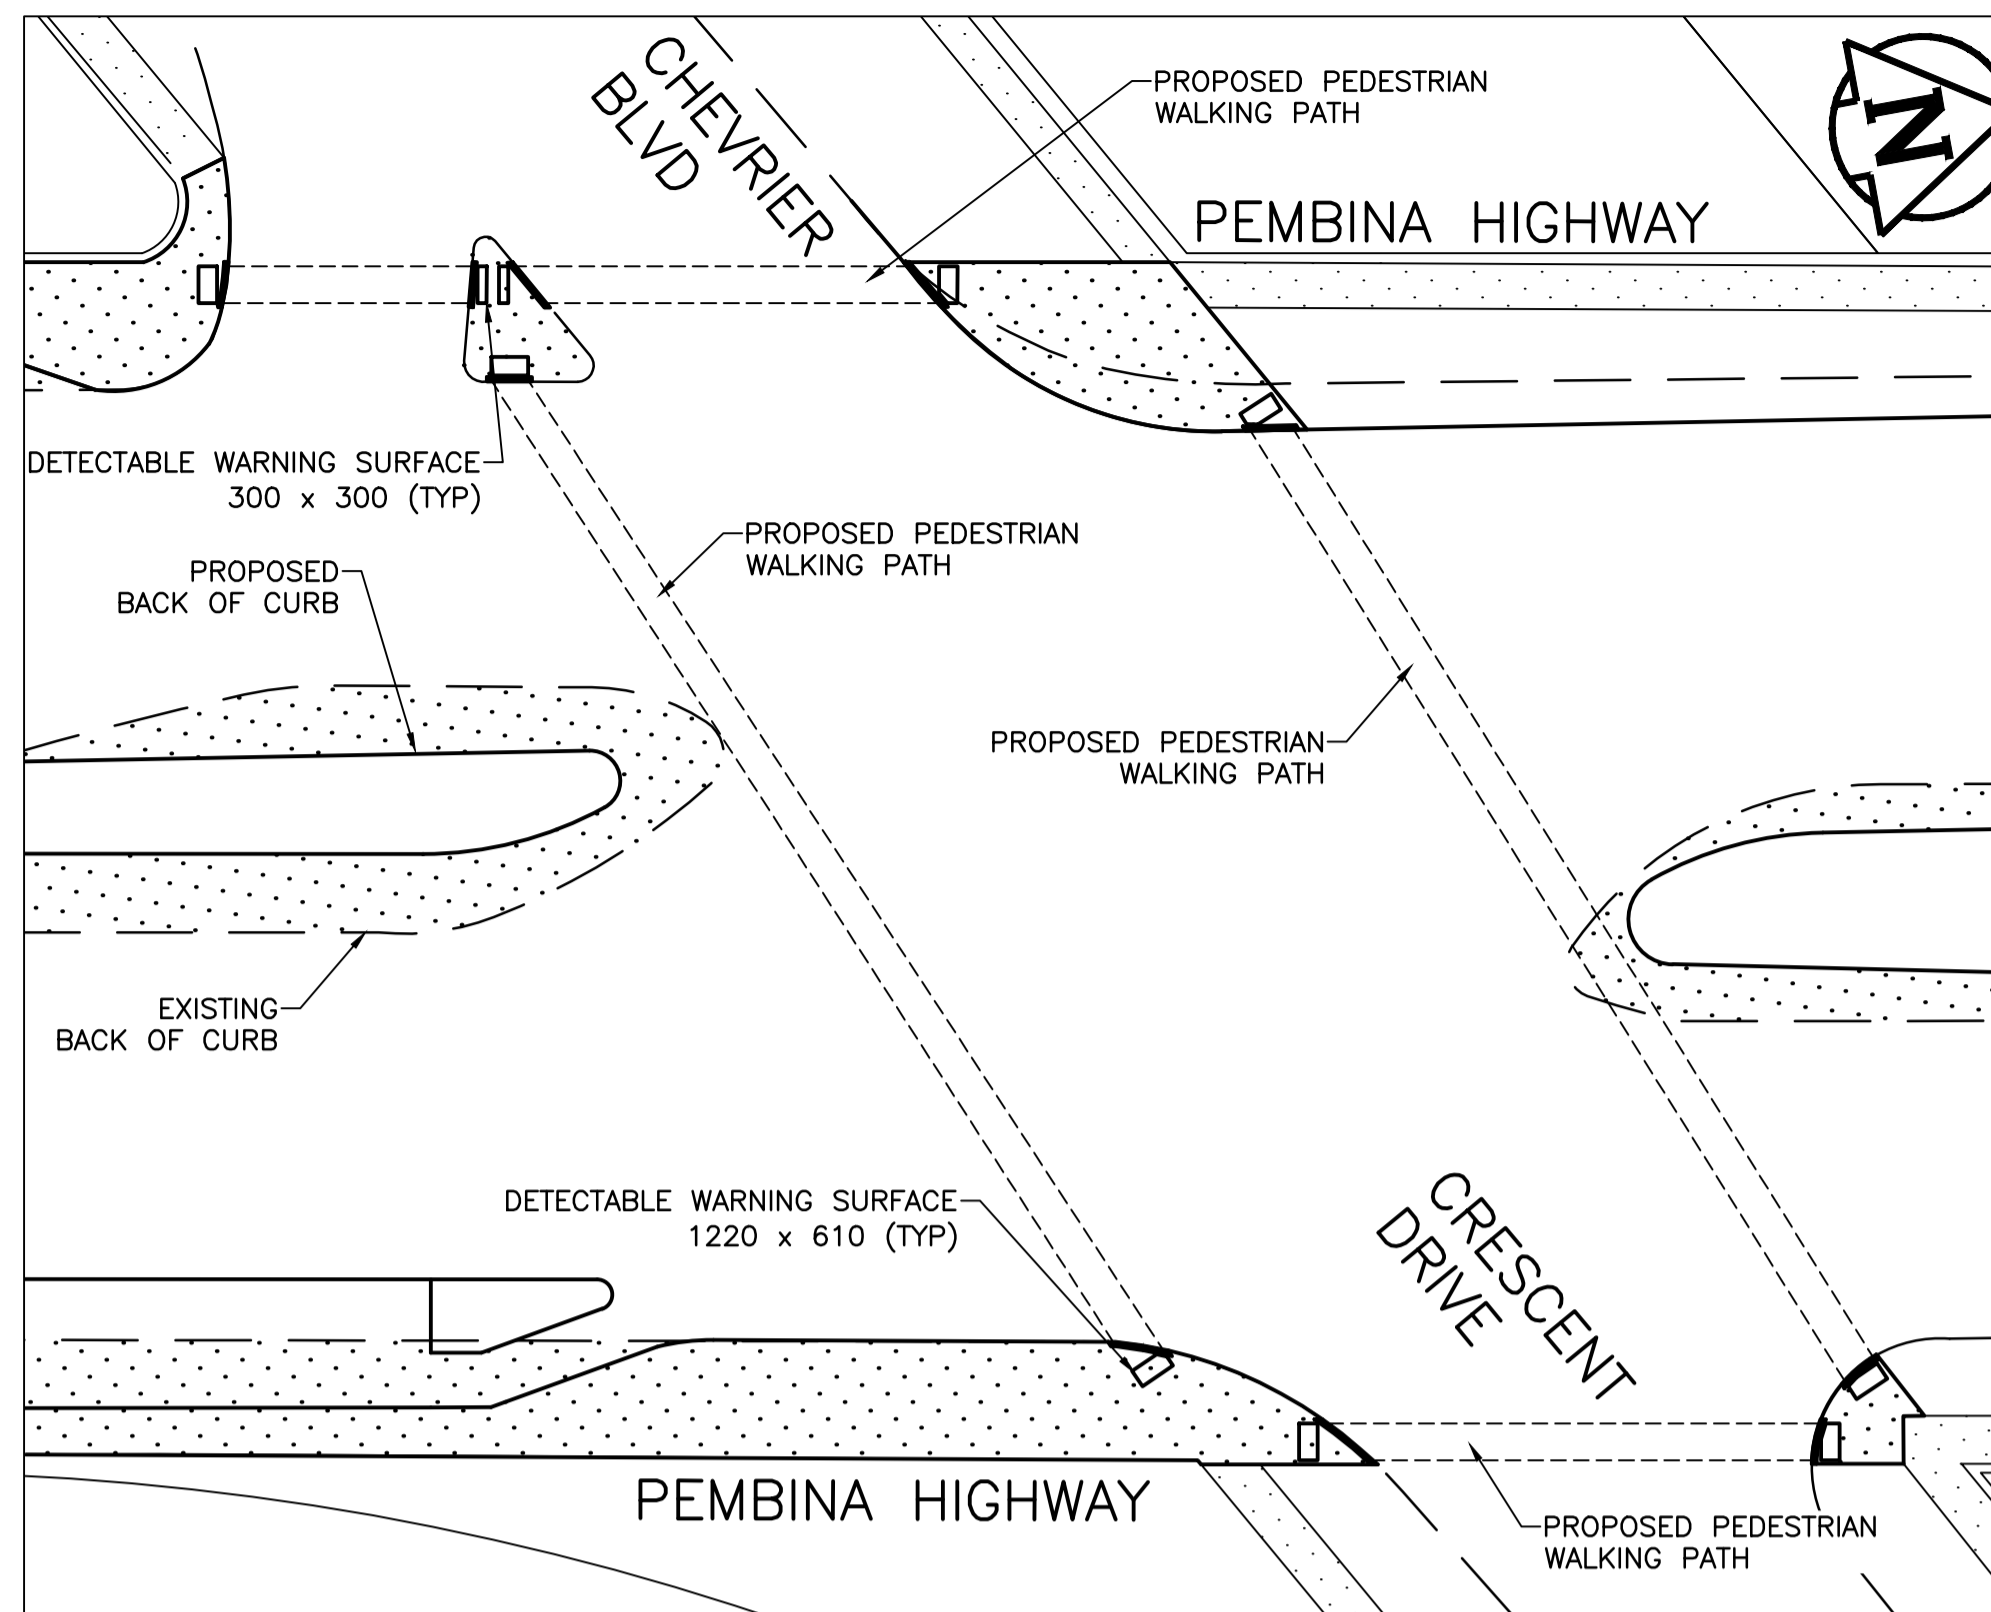 CHEVRIER
BLVD
PROPOSED PEDESTRIAN
WALKING PATH
N
PEMBINA HIGHWAY
DETECTABLE WARNING SURFACE
300 x 300 (TYP)
PROPOSED PEDESTRIAN
WALKING PATH
PROPOSED
BACK OF CURB
PROPOSED PEDESTRIAN
WALKING PATH
EXISTING
BACK OF CURB
DETECTABLE WARNING SURFACE
1220 x 610 (TYP)
CRESCENT
DRIVE
PEMBINA HIGHWAY
PROPOSED PEDESTRIAN
WALKING PATH